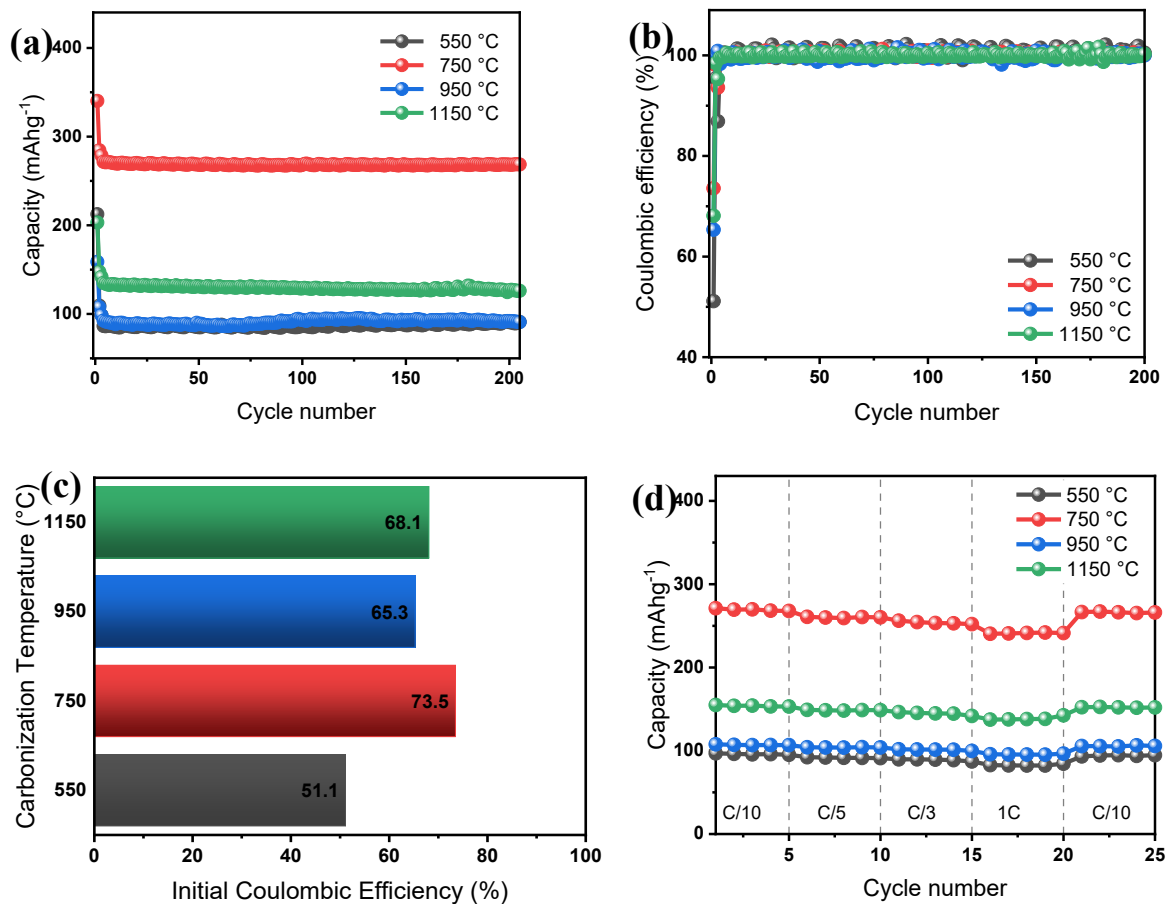 (a)
400
300
200
100
0
50
100
150
200
Capacity (mAhg-1)
Cycle number
550 °C
750 °C
950 °C
1150 °C
(b)
100
80
60
40
0
50
100
150
200
Coulombic efficiency (%)
Cycle number
550 °C
750 °C
950 °C
1150 °C
(c)
1150
950
750
550
68.1
65.3
73.5
51.1
0
20
40
60
80
100
Carbonization Temperature (°C)
Initial Coulombic Efficiency (%)
(d)
400
300
200
100
0
5
10
15
20
25
Capacity (mAhg-1)
Cycle number
550 °C
750 °C
950 °C
1150 °C
C/10
C/5
C/3
1C
C/10